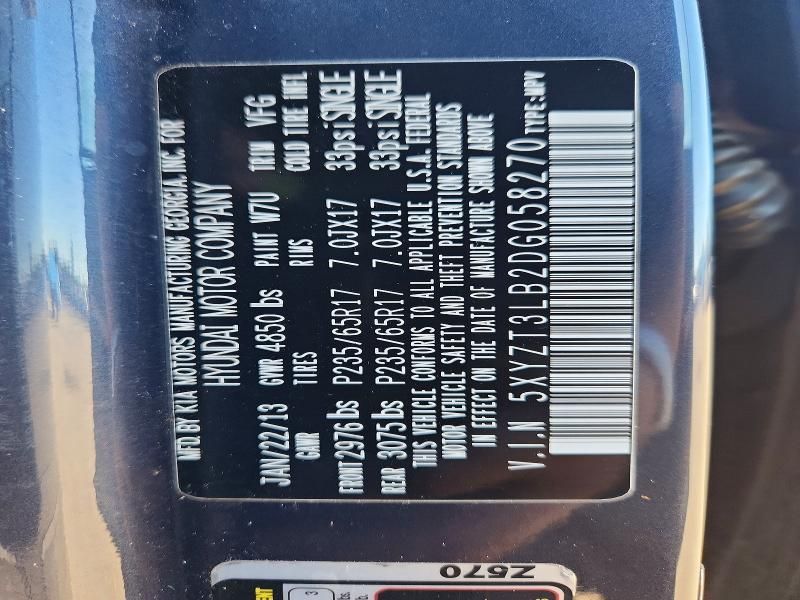 MFD. BY KIA MOTORS MANUFACTURING GEORGIA, INC. FOR
HYUNDAI MOTOR COMPANY
JAN/22/13 GVWR 4850 lbs PAINT W7U TRIM VFG
GAWR TIRES RIMS COLD TIRE INFL
FRONT 2976 lbs P235/65R17 7.0JX17 33psi SINGLE
REAR 3075 lbs P235/65R17 7.0JX17 33psi SINGLE
THIS VEHICLE CONFORMS TO ALL APPLICABLE U.S.A. FEDERAL
MOTOR VEHICLE SAFETY AND THEFT PREVENTION STANDARDS
IN EFFECT ON THE DATE OF MANUFACTURE SHOWN ABOVE
V.I.N 5XYZT3LB2DG058270 TYPE:MPV
Z570
3